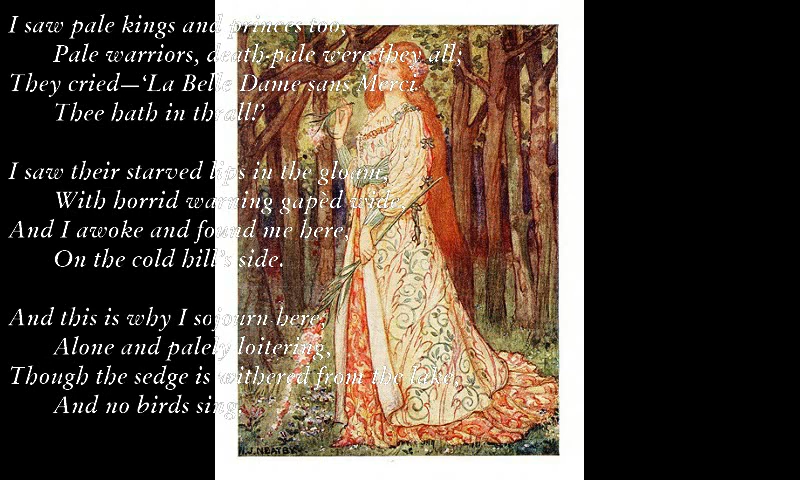 I saw pale kings and princes too,
Pale warriors, death-pale were they all;
They cried—‘La Belle Dame sans Merci
Thee hath in thrall!’
I saw their starved lips in the gloam,
With horrid warning gapèd wide,
And I awoke and found me here,
On the cold hill’s side.
And this is why I sojourn here,
Alone and palely loitering,
Though the sedge is withered from the lake,
And no birds sing.
W.J.NEATBY